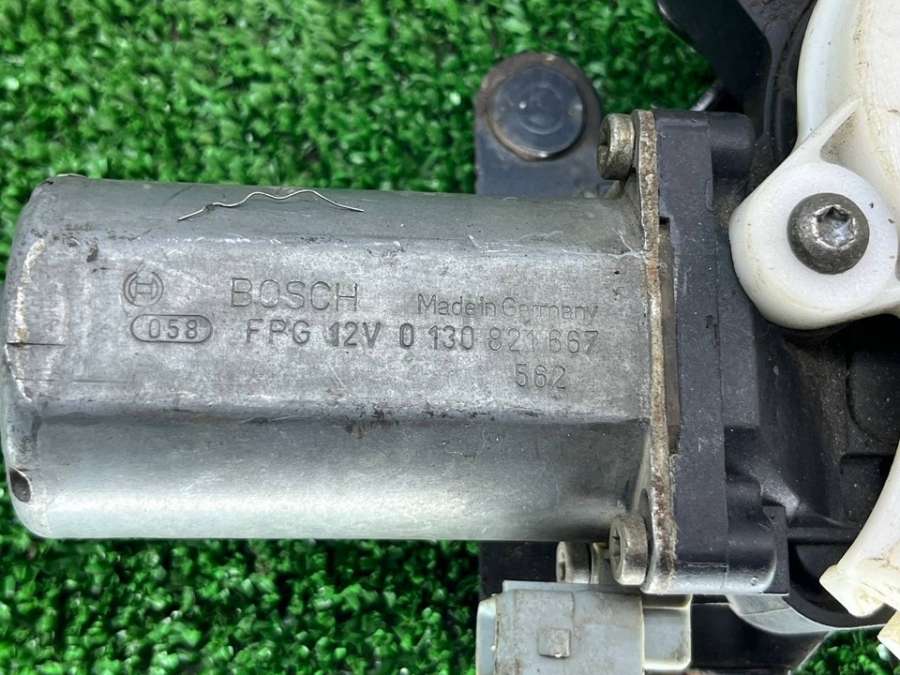 BOSCH Made in Germany
058 FPG 12V 0 130 821 667
562